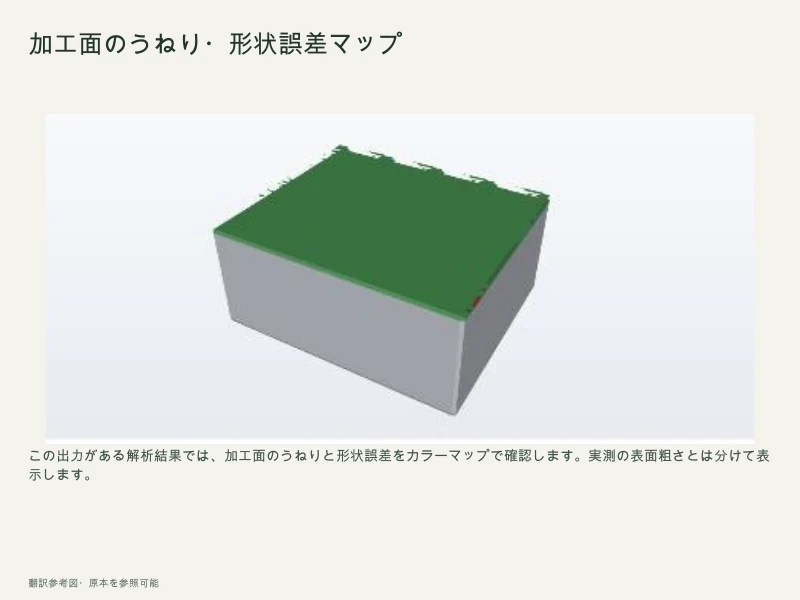 加工面のうねり・ 形状誤差マップ
この出力がある解析結果では、加工面のうねりと形状誤差をカラーマップで確認します。実測の表面粗さとは分けて表
示します。
翻訳参考図・ 原本を参照可能